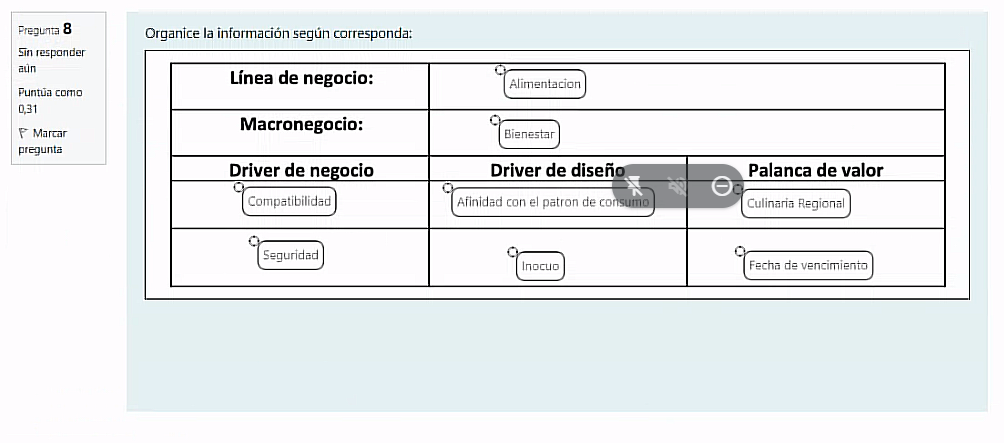 Pregunta 8
Sin responder
aún
Puntúa como
0,31
Marcar
pregunta
Organice la información según corresponda:
Línea de negocio:
Alimentacion
Macronegocio:
Bienestar
Driver de negocio
Driver de diseño
Palanca de valor
Compatibilidad
Afinidad con el patron de consumo
Culinaria Regional
Seguridad
Inocuo
Fecha de vencimiento